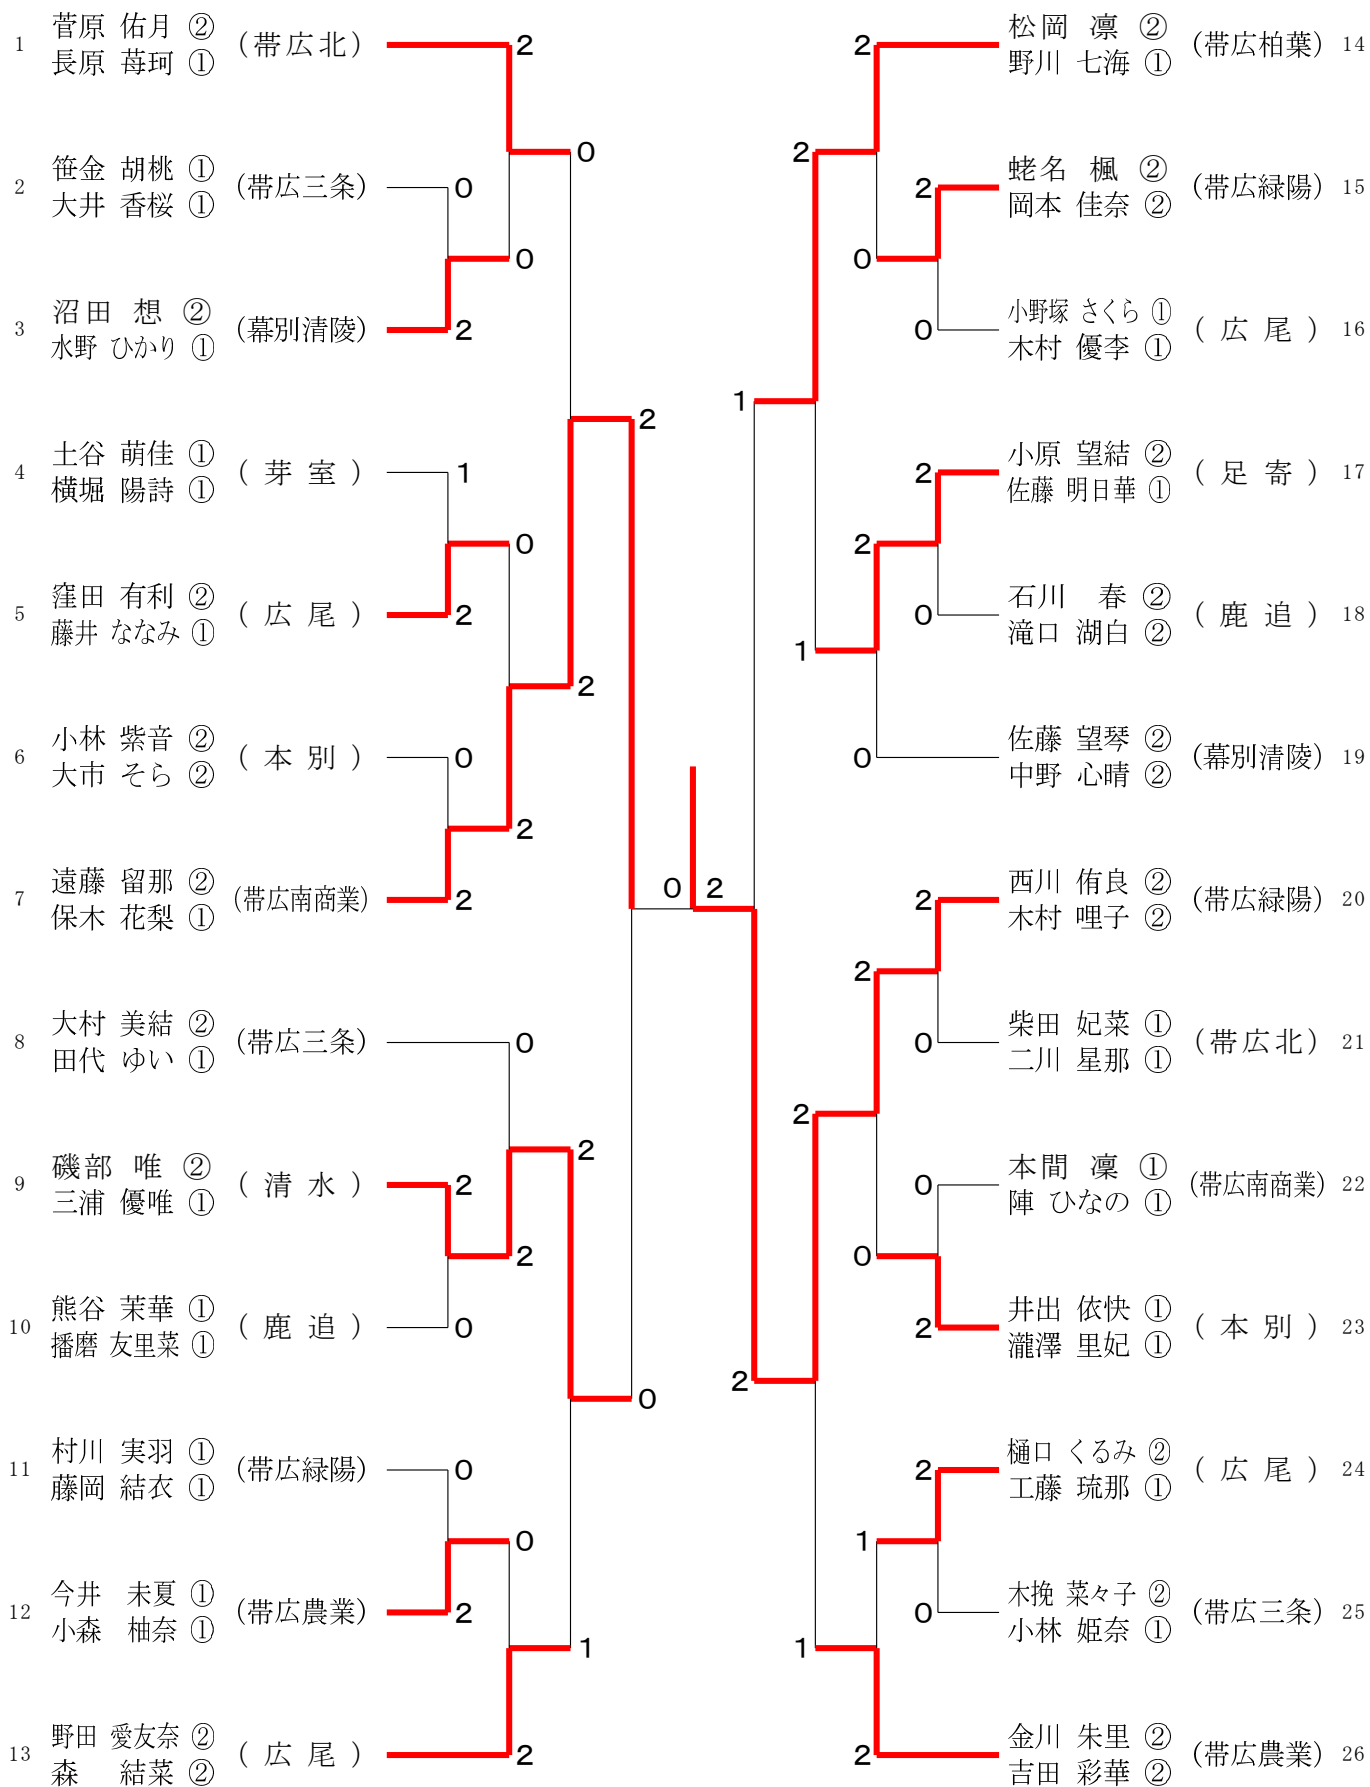 1 菅原 佑月 ② (帯広北) 2
長原 苺珂 ①
0
2 笹金 胡桃 ① (帯広三条) 0
大井 香桜 ①
0
3 沼田 想 ② (幕別清陵) 2
水野 ひかり ①
2
4 土谷 萌佳 ① (芽室) 1
横堀 陽詩 ①
0
5 窪田 有利 ② (広尾) 2
藤井 ななみ ①
2
6 小林 紫音 ② (本別) 0
大市 そら ②
2
7 遠藤 留那 ② (帯広南商業) 2
保木 花梨 ①
8 大村 美結 ② (帯広三条) 0
田代 ゆい ①
2
9 磯部 唯 ② (清水) 2
三浦 優唯 ①
2
10 熊谷 茉華 ① (鹿追) 0
播磨 友里菜 ①
0
11 村川 実羽 ① (帯広緑陽) 0
藤岡 結衣 ①
0
12 今井 未夏 ① (帯広農業) 2
小森 柚奈 ①
1
13 野田 愛友奈 ② (広尾) 2
森 結菜 ②
0 2
2 松岡 凛 ② (帯広柏葉) 14
野川 七海 ①
2
2 蛯名 楓 ② (帯広緑陽) 15
岡本 佳奈 ②
0
0 小野塚 さくら ① (広尾) 16
木村 優李 ①
1
2 小原 望結 ② (足寄) 17
佐藤 明日華 ①
2
0 石川 春 ② (鹿追) 18
滝口 湖白 ②
1
0 佐藤 望琴 ② (幕別清陵) 19
中野 心晴 ②
2 西川 侑良 ② (帯広緑陽) 20
木村 哩子 ②
2
0 柴田 妃菜 ① (帯広北) 21
二川 星那 ①
2
0 本間 凜 ① (帯広南商業) 22
陣 ひなの ①
0
2 井出 依快 ① (本別) 23
瀧澤 里妃 ①
2
2 樋口 くるみ ② (広尾) 24
工藤 琉那 ①
1
0 木挽 菜々子 ② (帯広三条) 25
小林 姫奈 ①
1
2 金川 朱里 ② (帯広農業) 26
吉田 彩華 ②